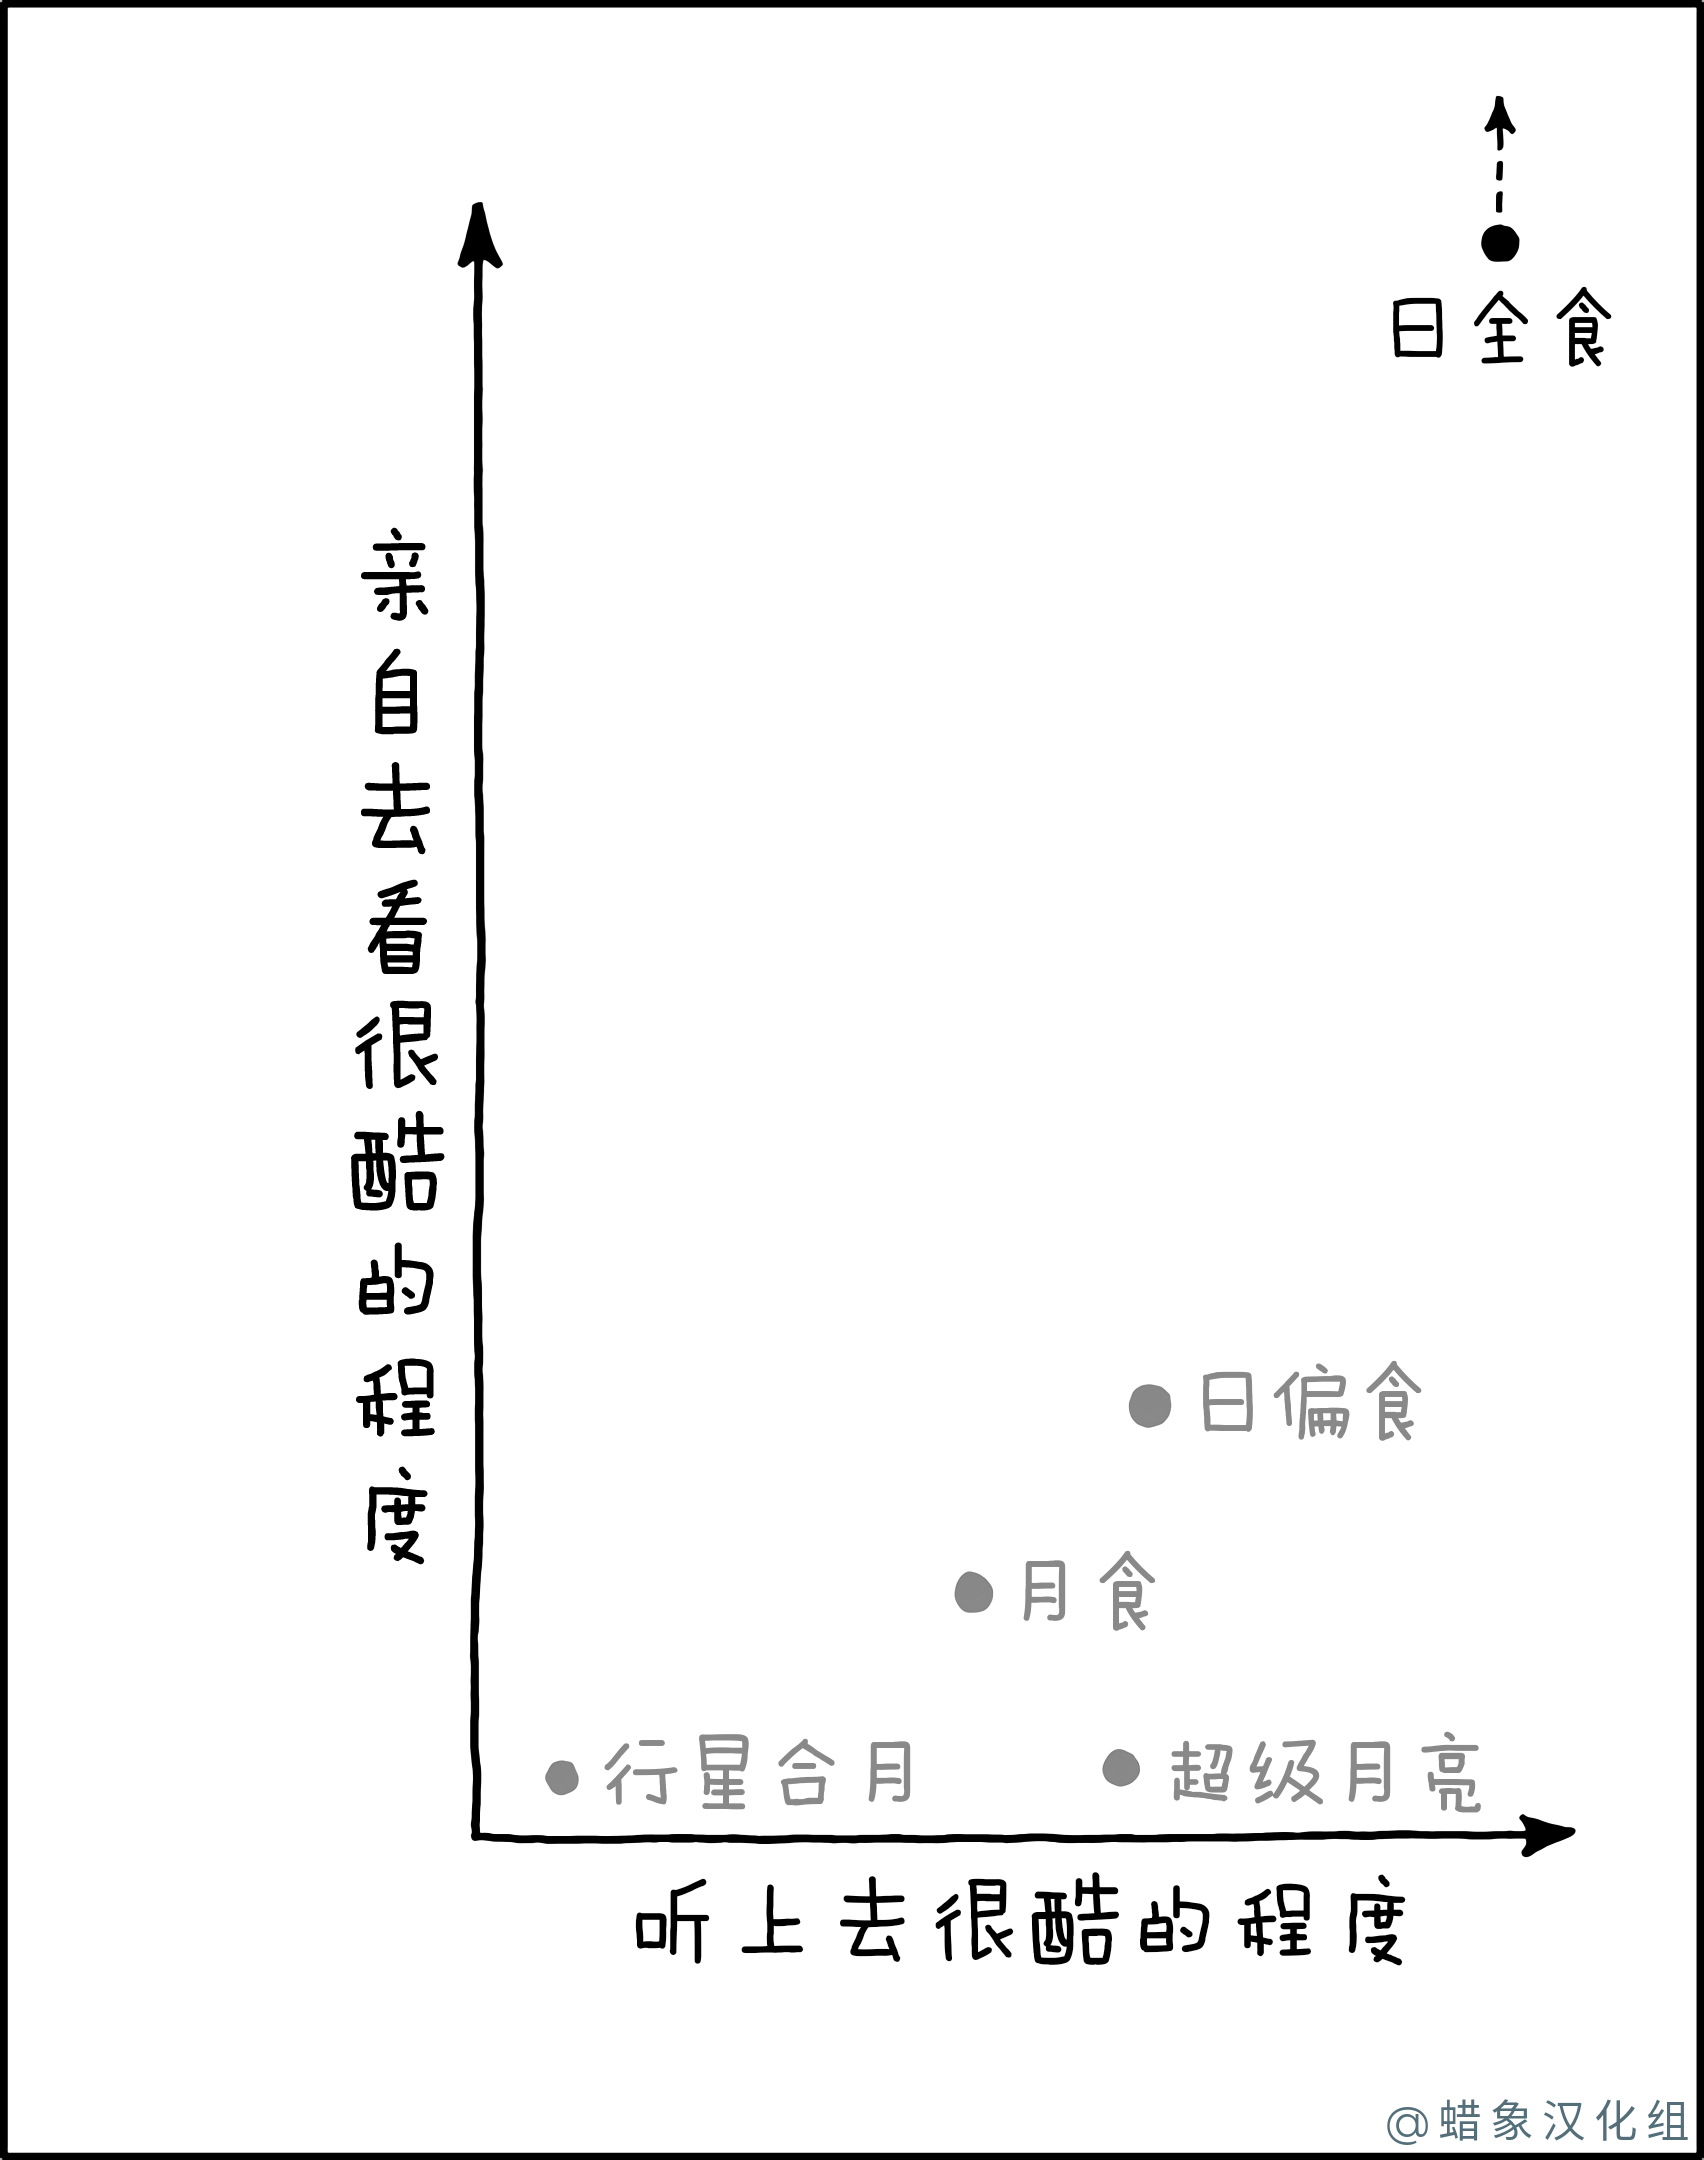 日全食
亲自去看很酷的程度
日偏食
月食
行星合月
超级月亮
听上去很酷的程度
@蜡象汉化组